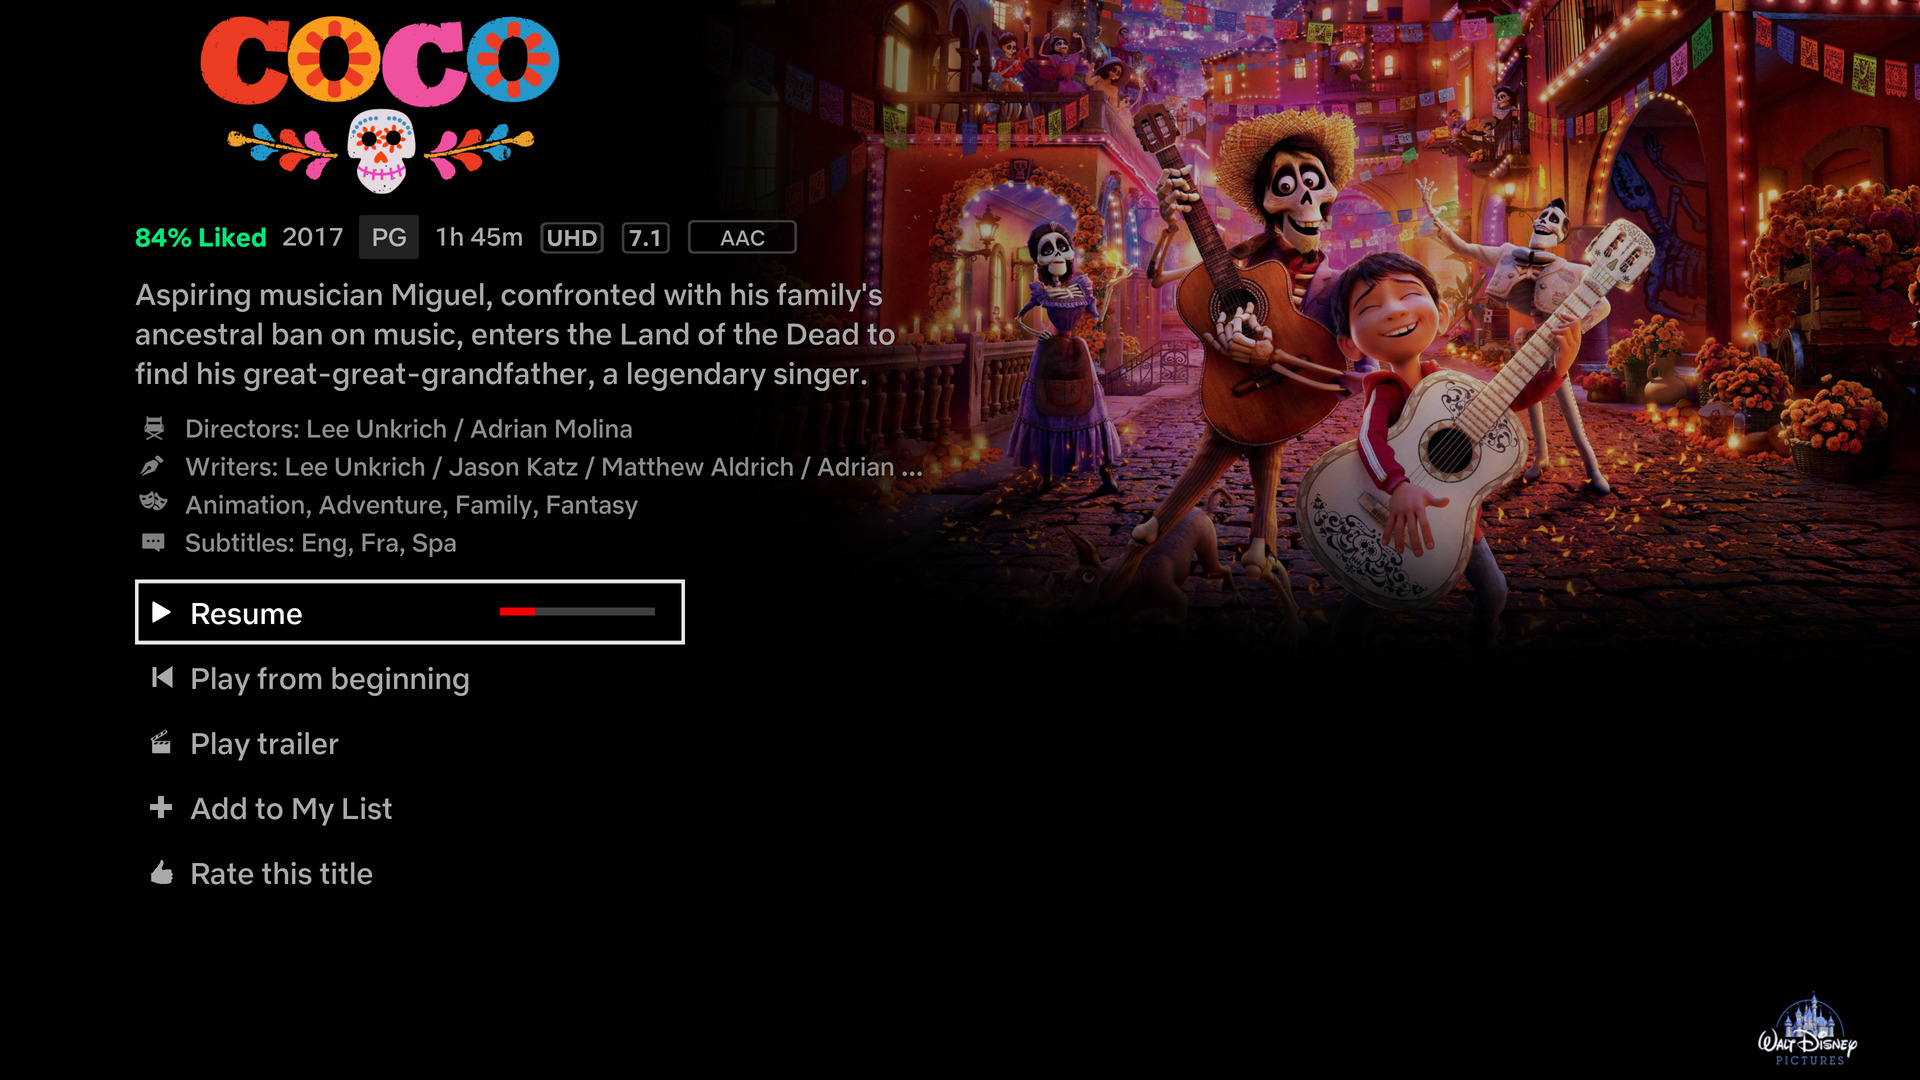 COCO
84% Liked 2017 PG 1h 45m UHD 7.1 AAC
Aspiring musician Miguel, confronted with his family's
ancestral ban on music, enters the Land of the Dead to
find his great-great-grandfather, a legendary singer.
Directors: Lee Unkrich / Adrian Molina
Writers: Lee Unkrich / Jason Katz / Matthew Aldrich / Adrian ...
Animation, Adventure, Family, Fantasy
Subtitles: Eng, Fra, Spa
Resume
Play from beginning
Play trailer
Add to My List
Rate this title
WALT DISNEY
PICTURES